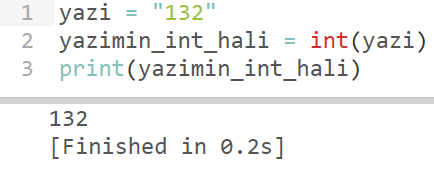 1 yazi = "132"
2 yazimin_int_hali = int(yazi)
3 print(yazimin_int_hali)
132
[Finished in 0.2s]